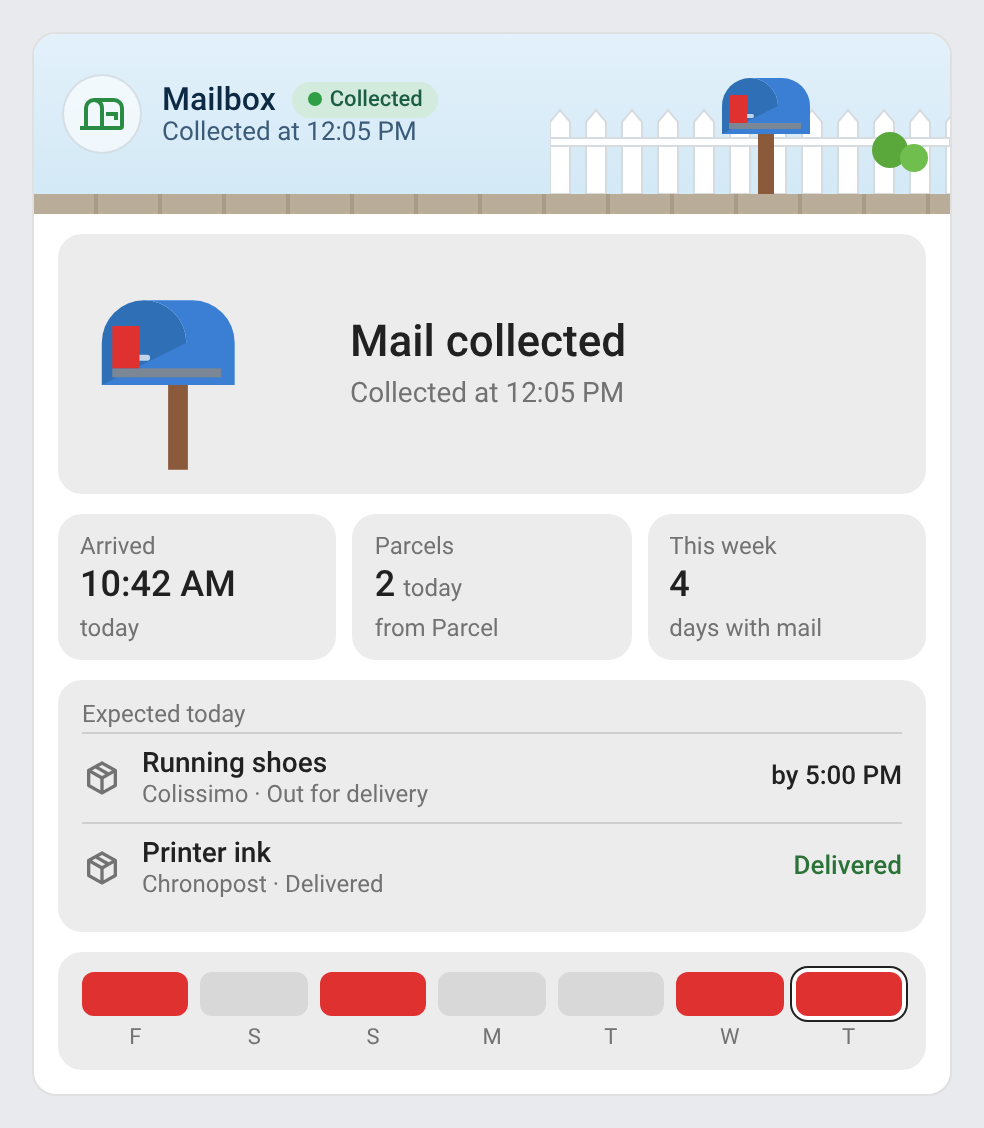 Mailbox Collected
Collected at 12:05 PM
Mail collected
Collected at 12:05 PM
Arrived
10:42 AM
today
Parcels
2 today
from Parcel
This week
4
days with mail
Expected today
Running shoes
Colissimo · Out for delivery
by 5:00 PM
Printer ink
Chronopost · Delivered
Delivered
F S S M T W T